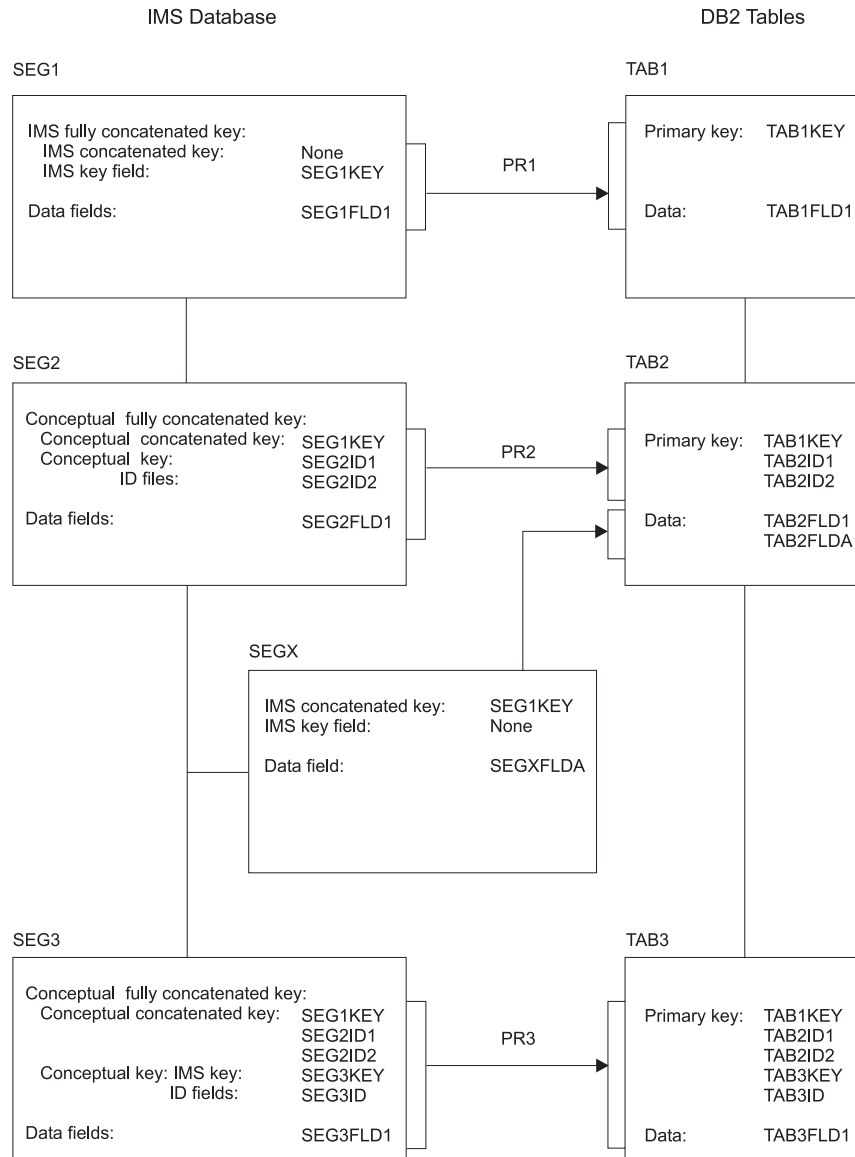 IMS Database
DB2 Tables
SEG1
TAB1
IMS fully concatenated key:
IMS concatenated key: None
IMS key field: SEG1KEY
Data fields: SEG1FLD1
PR1
Primary key: TAB1KEY
Data: TAB1FLD1
SEG2
TAB2
Conceptual fully concatenated key:
Conceptual concatenated key: SEG1KEY
Conceptual key: SEG2ID1
ID files: SEG2ID2
Data fields: SEG2FLD1
PR2
Primary key: TAB1KEY
TAB2ID1
TAB2ID2
Data: TAB2FLD1
TAB2FLDA
SEGX
IMS concatenated key: SEG1KEY
IMS key field: None
Data field: SEGXFLDA
SEG3
TAB3
Conceptual fully concatenated key:
Conceptual concatenated key: SEG1KEY
SEG2ID1
SEG2ID2
Conceptual key: IMS key: SEG3KEY
ID fields: SEG3ID
Data fields: SEG3FLD1
PR3
Primary key: TAB1KEY
TAB2ID1
TAB2ID2
TAB3KEY
TAB3ID
Data: TAB3FLD1